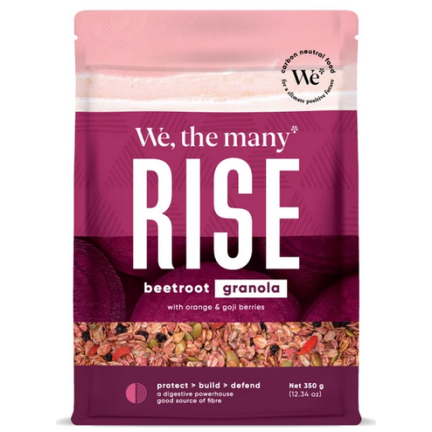 carbon neutral food
We*
for a climate positive future
We, the many*
RISE
beetroot granola
with orange & goji berries
protect > build > defend
a digestive powerhouse
good source of fibre
Net 350 g
(12.34 oz)